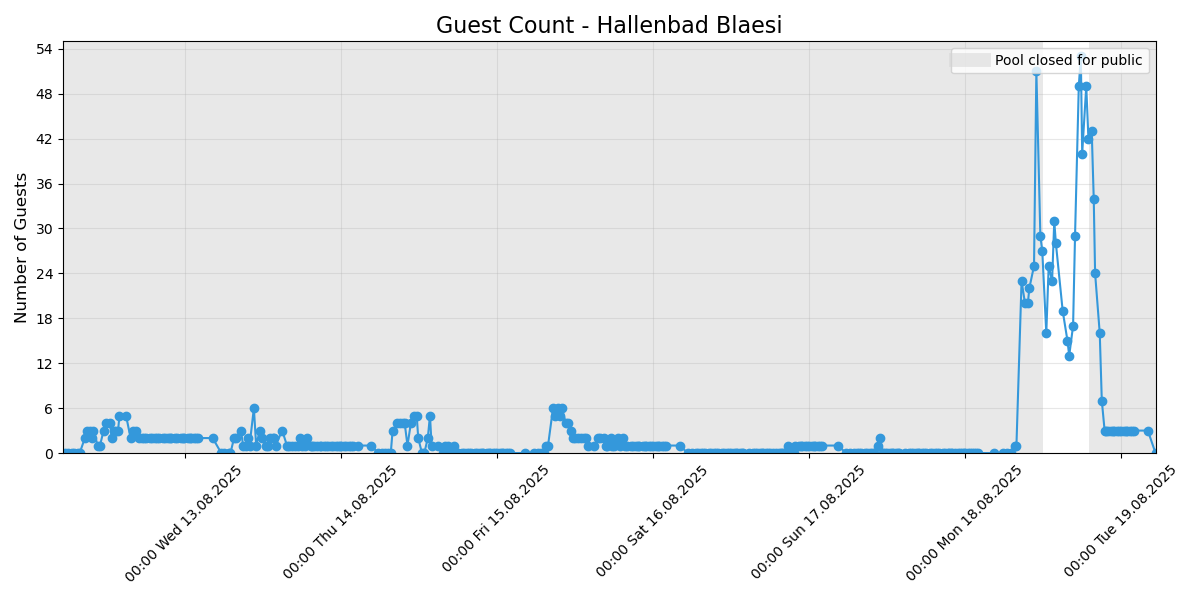 Guest Count - Hallenbad Blaesi
Pool closed for public
Number of Guests
54
48
42
36
30
24
18
12
6
0
00:00 Wed 13.08.2025
00:00 Thu 14.08.2025
00:00 Fri 15.08.2025
00:00 Sat 16.08.2025
00:00 Sun 17.08.2025
00:00 Mon 18.08.2025
00:00 Tue 19.08.2025